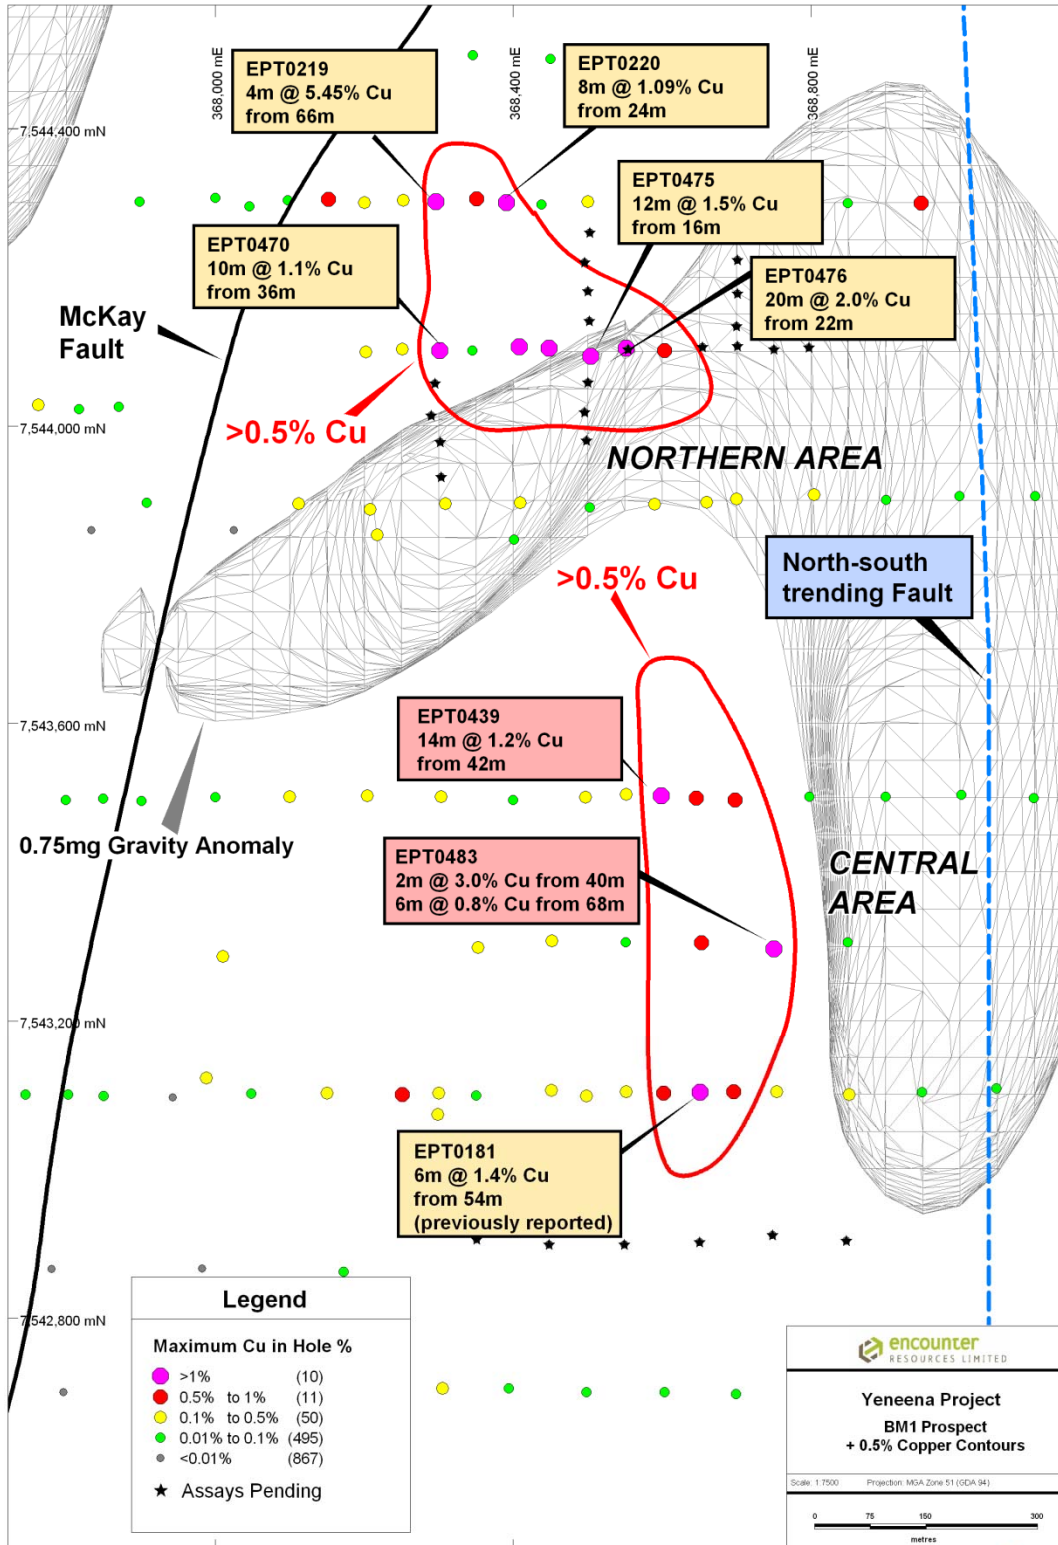 368,000 mE
368,400 mE
368,800 mE
EPT0219
4m @ 5.45% Cu
from 66m
EPT0220
8m @ 1.09% Cu
from 24m
7,544,400 mN
EPT0475
12m @ 1.5% Cu
from 16m
EPT0470
10m @ 1.1% Cu
from 36m
EPT0476
20m @ 2.0% Cu
from 22m
McKay
Fault
>0.5% Cu
7,544,000 mN
NORTHERN AREA
>0.5% Cu
North-south
trending Fault
EPT0439
14m @ 1.2% Cu
from 42m
7,543,600 mN
0.75mg Gravity Anomaly
EPT0483
2m @ 3.0% Cu from 40m
6m @ 0.8% Cu from 68m
CENTRAL
AREA
7,543,200 mN
EPT0181
6m @ 1.4% Cu
from 54m
(previously reported)
7,542,800 mN
Legend
Maximum Cu in Hole %
>1% (10)
0.5% to 1% (11)
0.1% to 0.5% (50)
0.01% to 0.1% (495)
<0.01% (867)
Assays Pending
encounter
RESOURCES LIMITED
Yeneena Project
BM1 Prospect
+ 0.5% Copper Contours
Scale: 1:7500 Projection: MGA Zone 51 (GDA 94)
0 75 150 300
metres